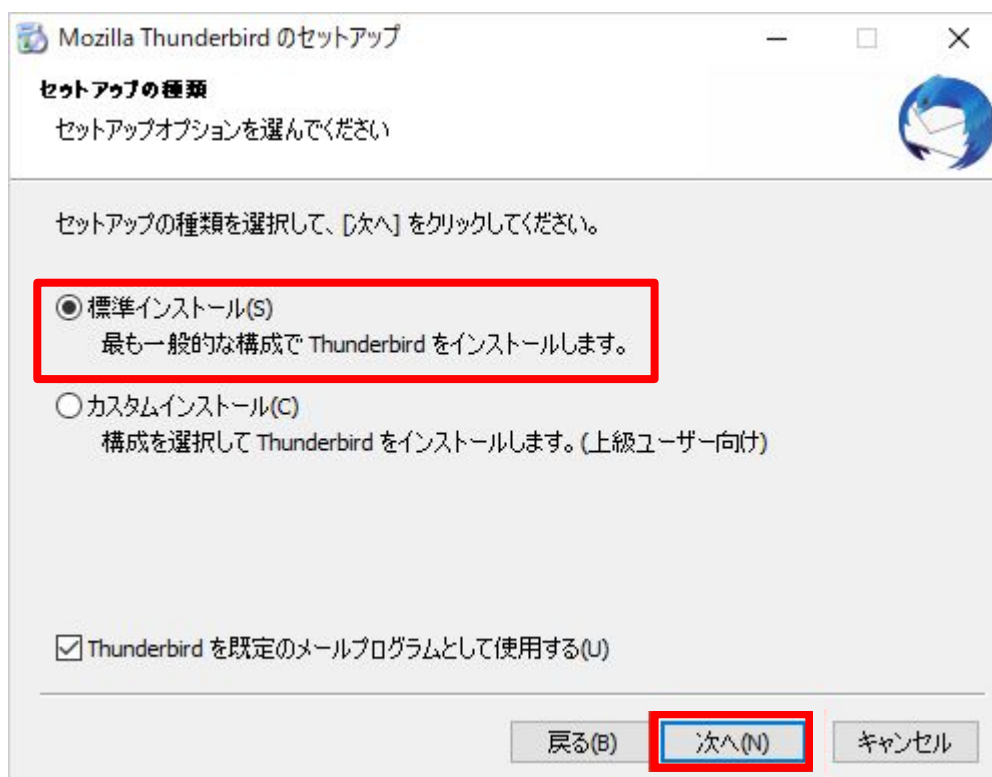 Mozilla Thunderbird のセットアップ
セットアップの種類
セットアップオプションを選んでください
セットアップの種類を選択して、[次へ] をクリックしてください。
標準インストール(S)
最も一般的な構成で Thunderbird をインストールします。
カスタムインストール(C)
構成を選択して Thunderbird をインストールします。(上級ユーザー向け)
Thunderbird を既定のメールプログラムとして使用する(U)
戻る(B) 次へ(N) キャンセル